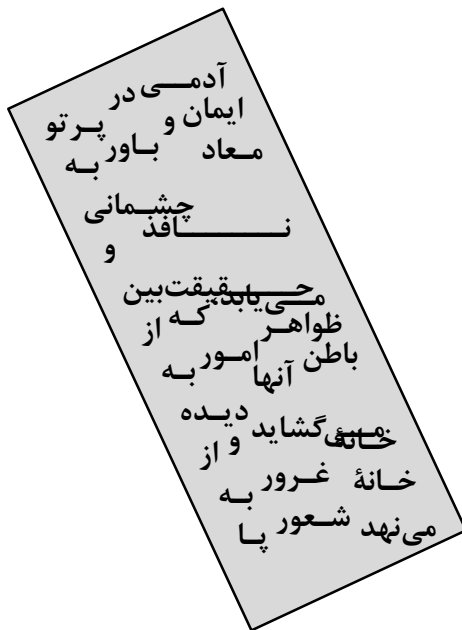 آدمی در پرتو
ایمان و باور به
معاد چشمانی
نافذ و
حقیقت‌بین
می‌یابد، که از
ظواهر امور به
باطن آنها دیده
می‌گشاید و از
خانهٔ غرور به
خانهٔ شعور پا
می‌نهد